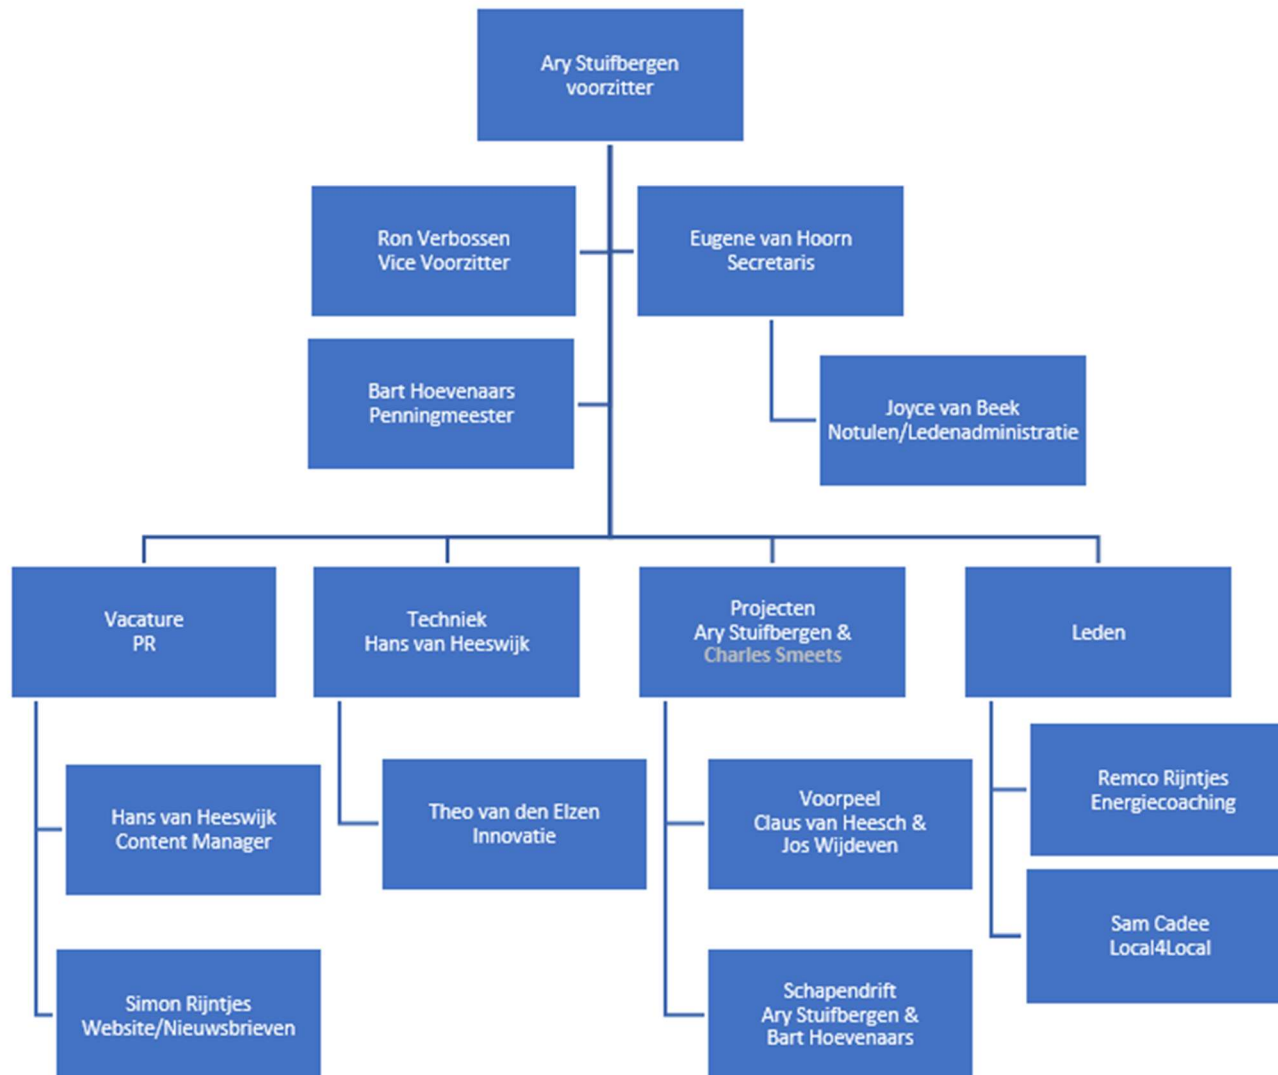 Ary Stuifbergen
voorzitter
Ron Verbossen
Vice Voorzitter
Eugene van Hoorn
Secretaris
Bart Hoevenaars
Penningmeester
Joyce van Beek
Notulen/Ledenadministratie
Vacature
PR
Techniek
Hans van Heeswijk
Projecten
Ary Stuifbergen &
Charles Smeets
Leden
Hans van Heeswijk
Content Manager
Theo van den Elzen
Innovatie
Voorpeel
Claus van Heesch &
Jos Wijdeven
Remco Rijntjes
Energiecoaching
Simon Rijntjes
Website/Nieuwsbrieven
Schapendrift
Ary Stuifbergen &
Bart Hoevenaars
Sam Cadee
Local4Local